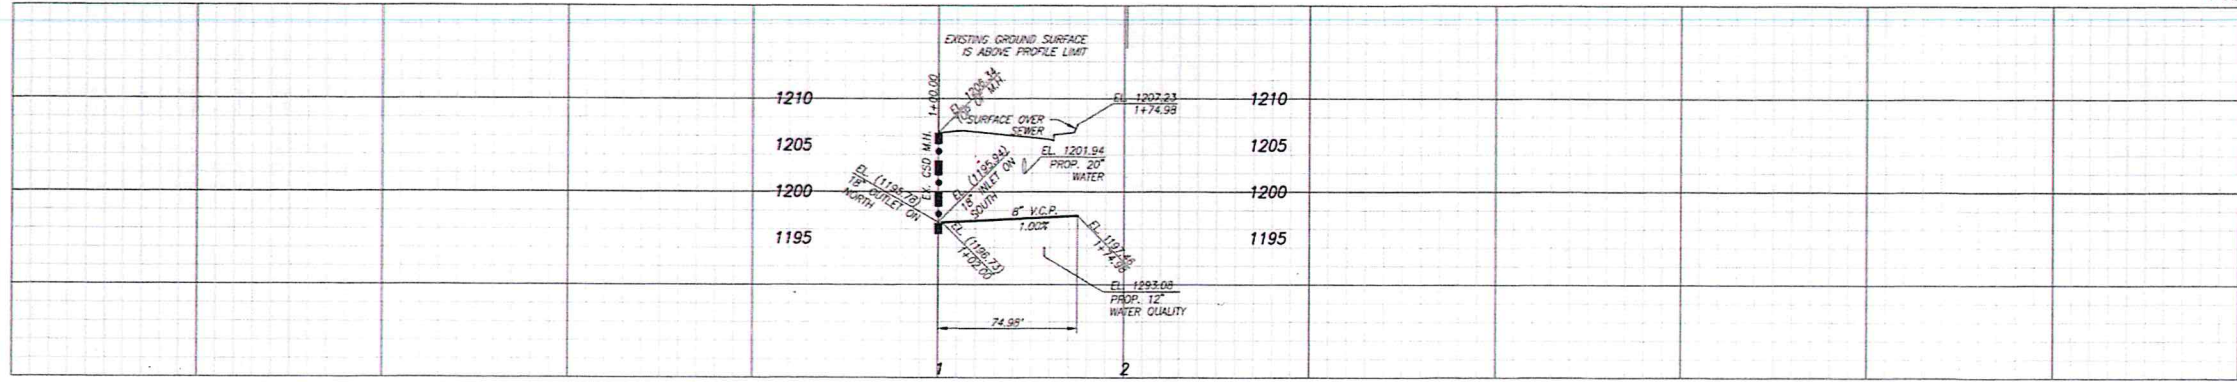 EXISTING GROUND SURFACE
IS ABOVE PROFILE LIMIT
1+00.00
TOP OF M.H.
1210
1205
1200
1195
EX. CSD M.H.
SURFACE OVER
SEWER
EL. 1207.23
1+74.98
EL. 1201.94
PROP. 20"
WATER
EL. (1195.78)
18" OUTLET ON
NORTH
EL. (1195.94)
18" INLET ON
SOUTH
8" V.C.P.
1.00%
EL. (1196.73)
1+02.00
EL. 1197.46
1+74.98
EL. 1293.08
PROP. 12"
WATER QUALITY
74.98'
1210
1205
1200
1195
1
2